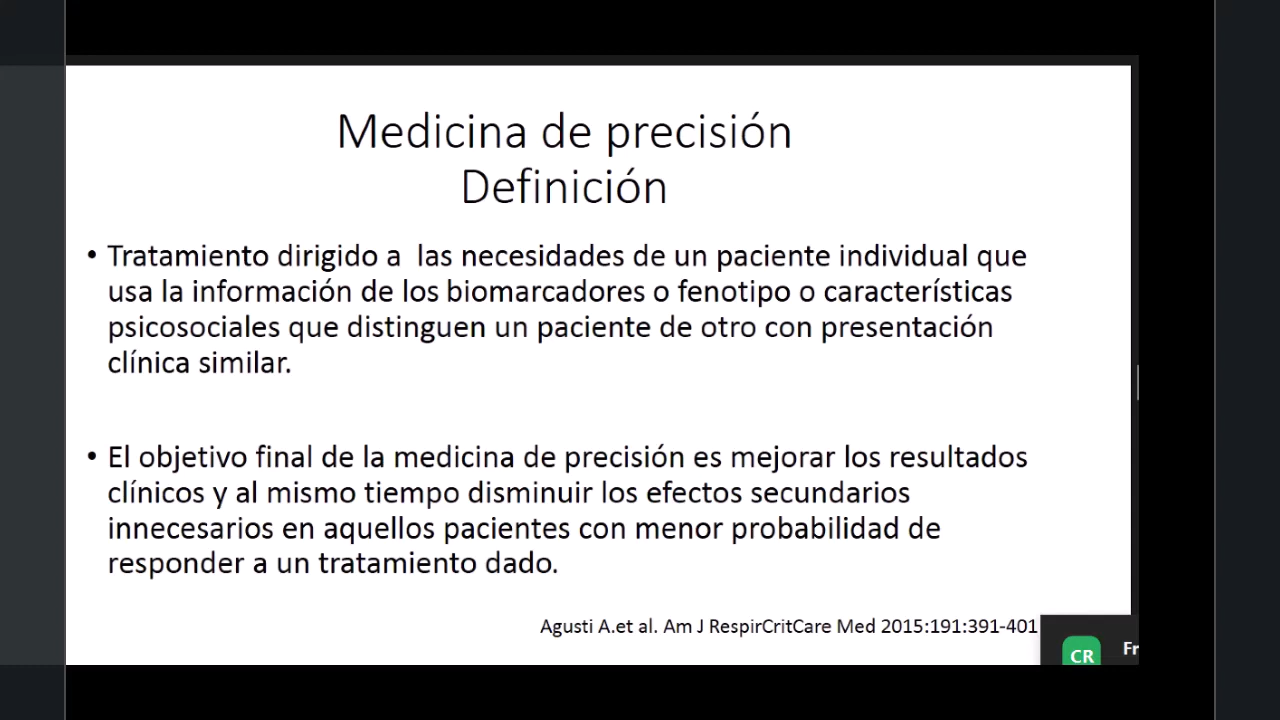 Medicina de precisión
Definición
• Tratamiento dirigido a  las necesidades de un paciente individual que
usa la información de los biomarcadores o fenotipo o características
psicosociales que distinguen un paciente de otro con presentación
clínica similar.
• El objetivo final de la medicina de precisión es mejorar los resultados
clínicos y al mismo tiempo disminuir los efectos secundarios
innecesarios en aquellos pacientes con menor probabilidad de
responder a un tratamiento dado.
Agusti A.et al. Am J RespirCritCare Med 2015:191:391-401
CR Fr